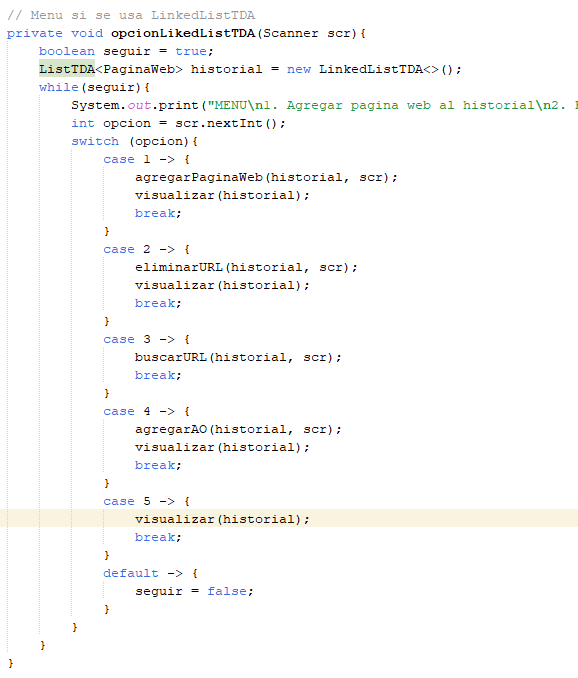 // Menu si se usa LinkedListTDA
private void opcionLikedListTDA(Scanner scr){
boolean seguir = true;
ListTDA<PaginaWeb> historial = new LinkedListTDA<>();
while(seguir){
System.out.print("MENU\n1. Agregar pagina web al historial\n2.
int opcion = scr.nextInt();
switch (opcion){
case 1 -> {
agregarPaginaWeb(historial, scr);
visualizar(historial);
break;
}
case 2 -> {
eliminarURL(historial, scr);
visualizar(historial);
break;
}
case 3 -> {
buscarURL(historial, scr);
break;
}
case 4 -> {
agregarAO(historial, scr);
visualizar(historial);
break;
}
case 5 -> {
visualizar(historial);
break;
}
default -> {
seguir = false;
}
}
}
}